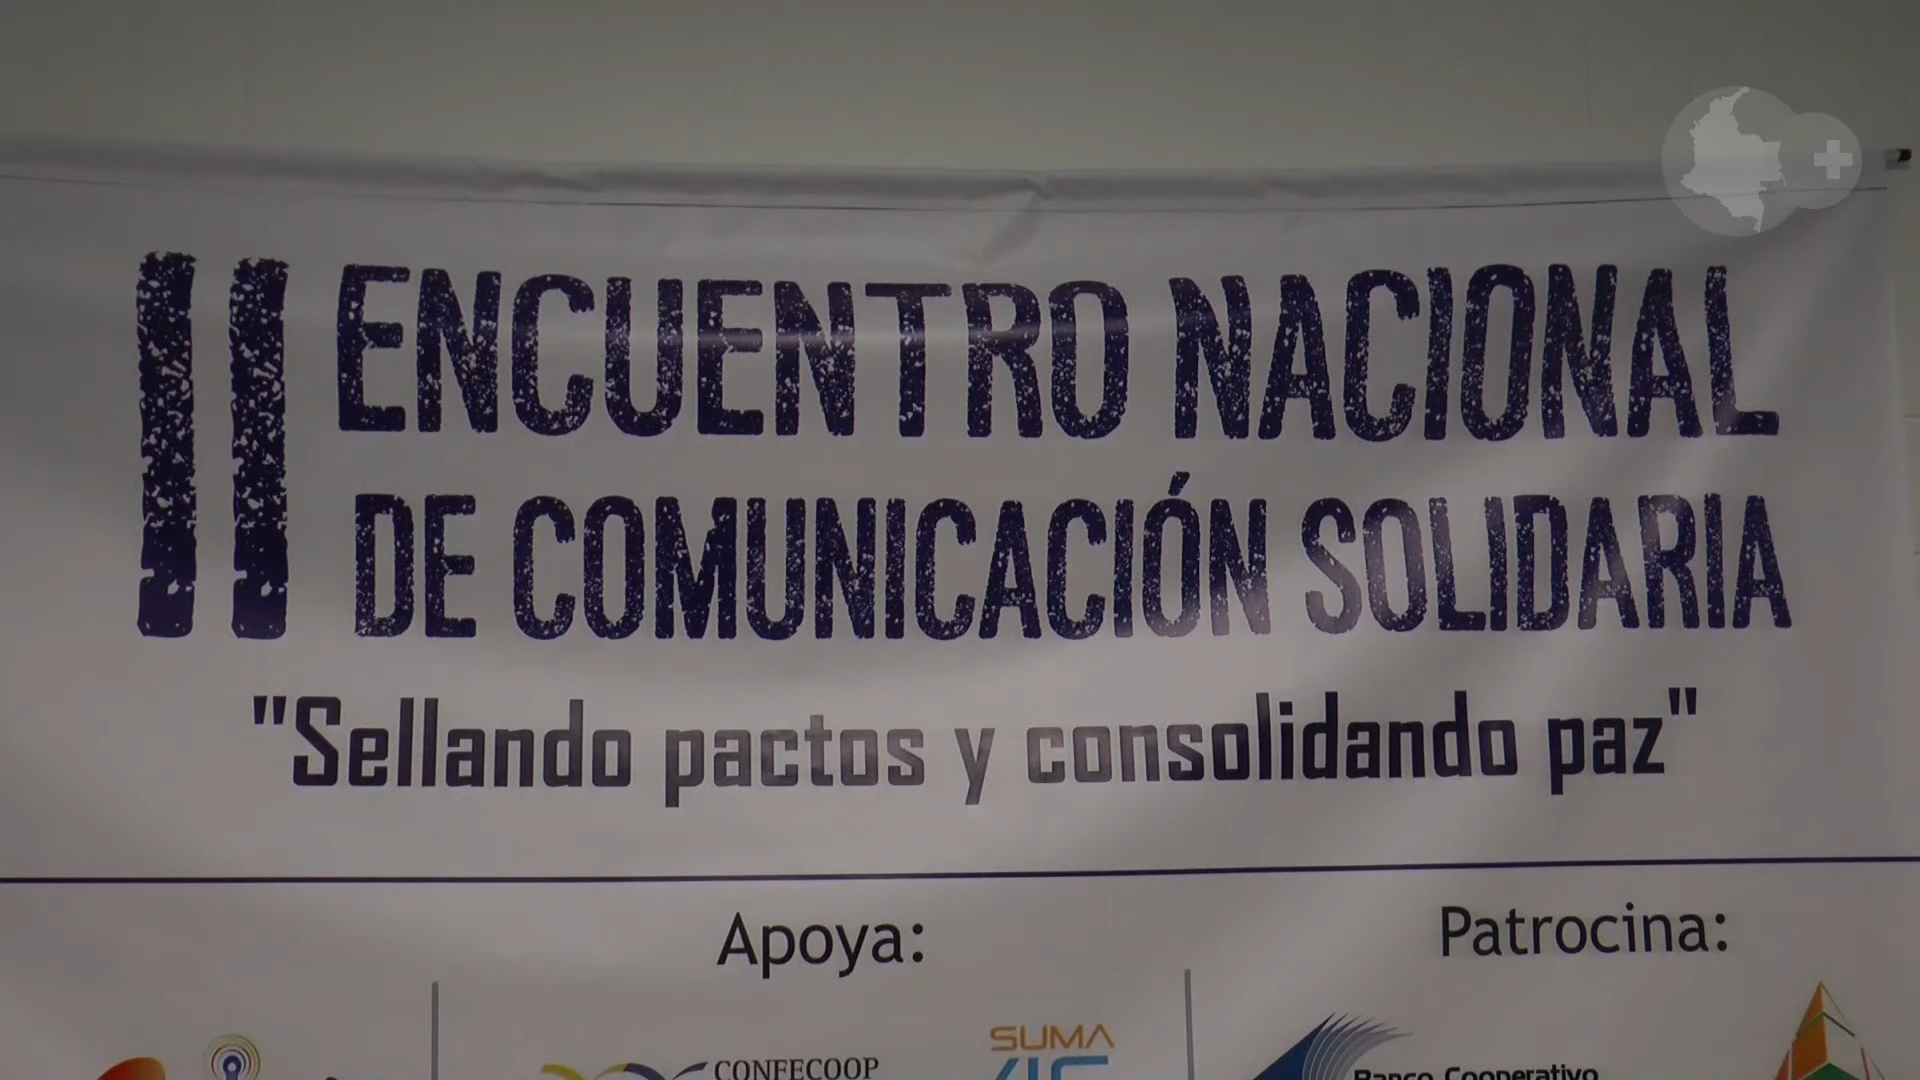 II ENCUENTRO NACIONAL
DE COMUNICACIÓN SOLIDARIA
"Sellando pactos y consolidando paz"
Apoya:
Patrocina:
CONFECOOP
SUMA
Banco Cooperativo